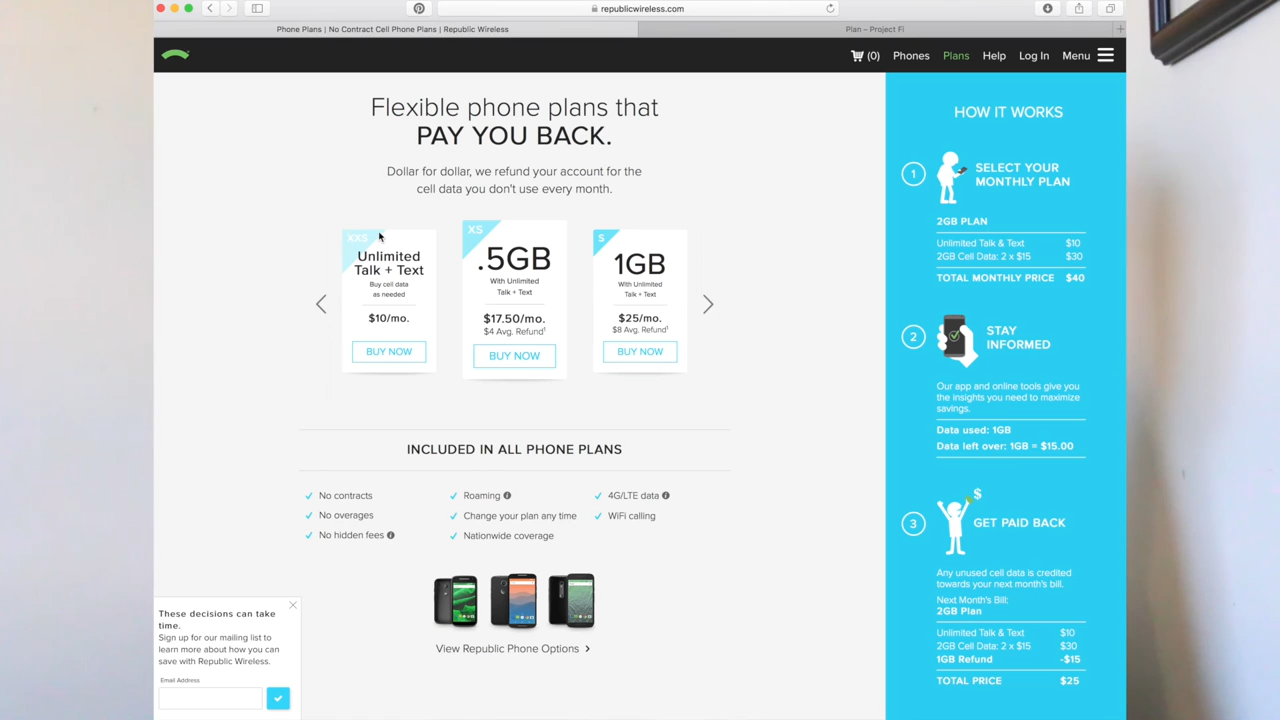 republicwireless.com
Phone Plans | No Contract Cell Phone Plans | Republic Wireless
Plan – Project Fi
(0)
Phones
Plans
Help
Log In
Menu
Flexible phone plans that
PAY YOU BACK.
Dollar for dollar, we refund your account for the
cell data you don't use every month.
XXS
Unlimited
Talk + Text
Buy cell data
as needed
$10/mo.
BUY NOW
XS
.5GB
With Unlimited
Talk + Text
$17.50/mo.
$4 Avg. Refund¹
BUY NOW
S
1GB
With Unlimited
Talk + Text
$25/mo.
$8 Avg. Refund¹
BUY NOW
INCLUDED IN ALL PHONE PLANS
No contracts
No overages
No hidden fees
Roaming
Change your plan any time
Nationwide coverage
4G/LTE data
WiFi calling
View Republic Phone Options
These decisions can take
time.
Sign up for our mailing list to
learn more about how you can
save with Republic Wireless.
Email Address
HOW IT WORKS
1
SELECT YOUR
MONTHLY PLAN
2GB PLAN
Unlimited Talk & Text $10
2GB Cell Data: 2 x $15 $30
TOTAL MONTHLY PRICE $40
2
STAY
INFORMED
Our app and online tools give you
the insights you need to maximize
savings.
Data used: 1GB
Data left over: 1GB = $15.00
3
$
GET PAID BACK
Any unused cell data is credited
towards your next month's bill.
Next Month's Bill:
2GB Plan
Unlimited Talk & Text $10
2GB Cell Data: 2 x $15 $30
1GB Refund -$15
TOTAL PRICE $25